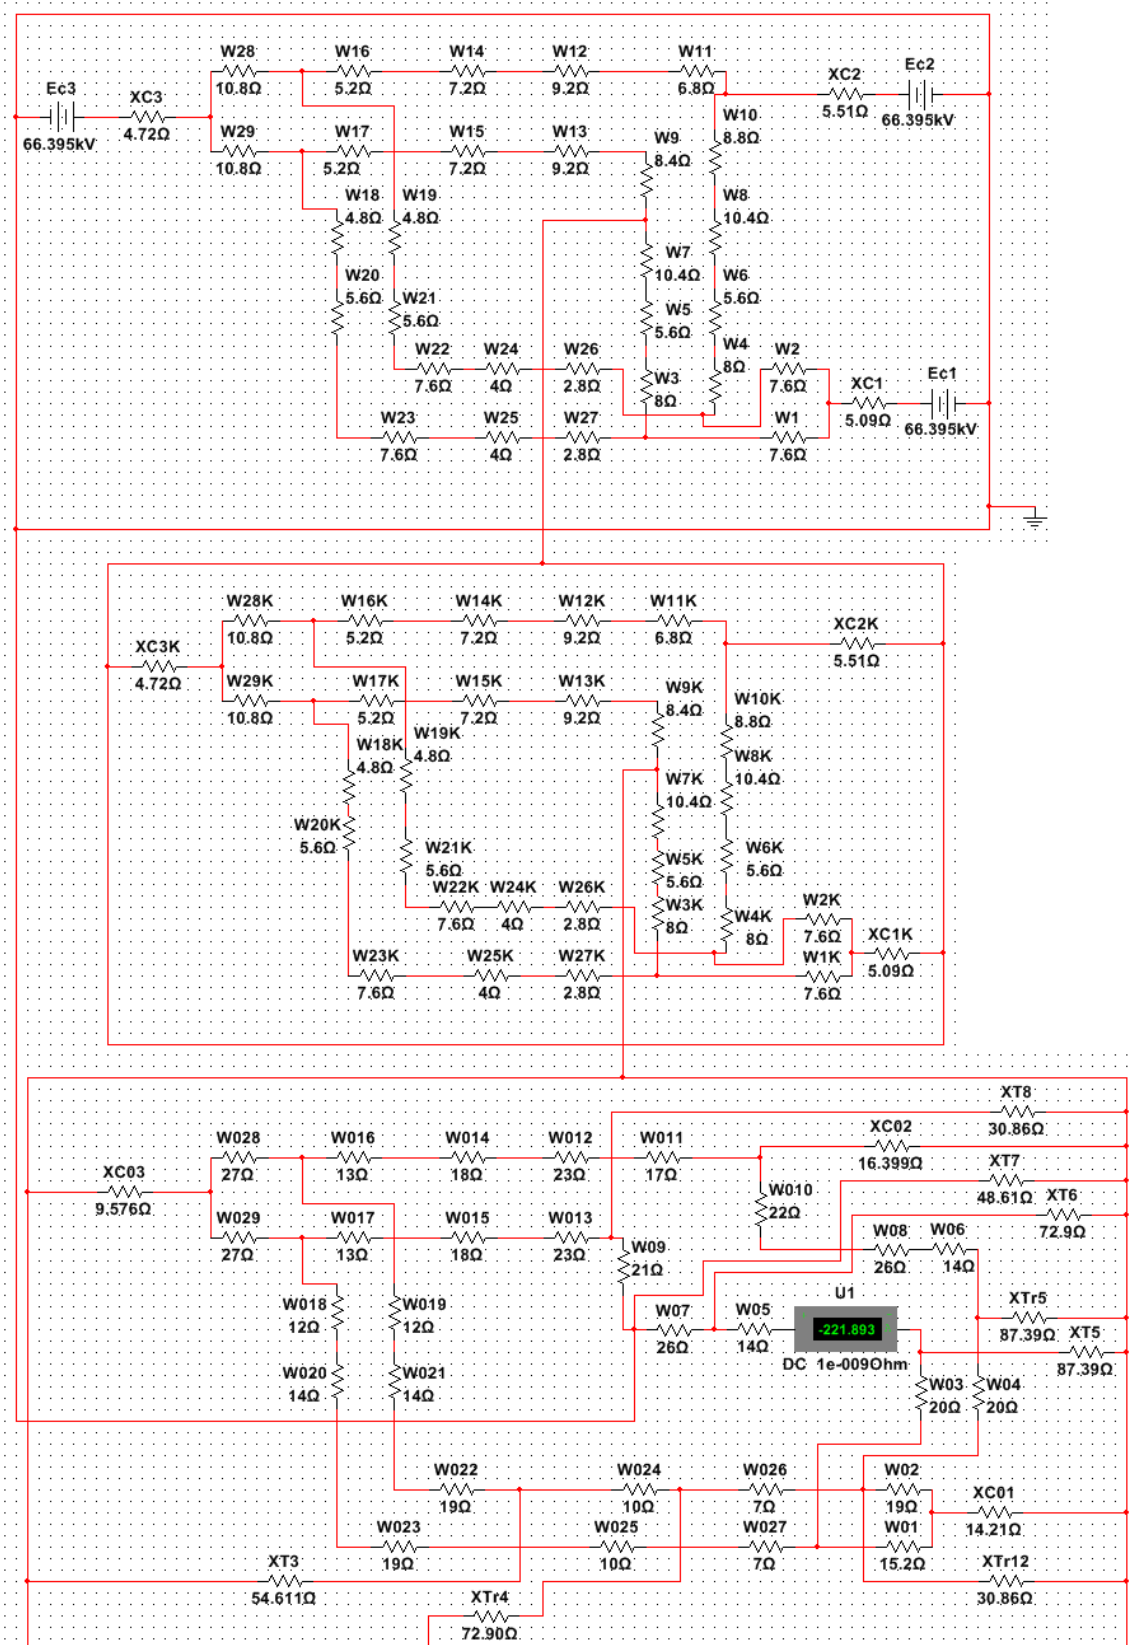 Ec3
66.395kV
XC3
4.72Ω
W28
10.8Ω
W16
5.2Ω
W14
7.2Ω
W12
9.2Ω
W11
6.8Ω
XC2
5.51Ω
Ec2
66.395kV
W29
10.8Ω
W17
5.2Ω
W15
7.2Ω
W13
9.2Ω
W9
8.4Ω
W10
8.8Ω
W18
4.8Ω
W19
4.8Ω
W8
10.4Ω
W7
10.4Ω
W20
5.6Ω
W21
5.6Ω
W6
5.6Ω
W5
5.6Ω
W4
8Ω
W22
7.6Ω
W24
4Ω
W26
2.8Ω
W3
8Ω
W2
7.6Ω
XC1
5.09Ω
Ec1
66.395kV
W23
7.6Ω
W25
4Ω
W27
2.8Ω
W1
7.6Ω
XC3K
4.72Ω
W28K
10.8Ω
W16K
5.2Ω
W14K
7.2Ω
W12K
9.2Ω
W11K
6.8Ω
XC2K
5.51Ω
W29K
10.8Ω
W17K
5.2Ω
W15K
7.2Ω
W13K
9.2Ω
W9K
8.4Ω
W10K
8.8Ω
W18K
4.8Ω
W19K
4.8Ω
W8K
10.4Ω
W7K
10.4Ω
W20K
5.6Ω
W21K
5.6Ω
W6K
5.6Ω
W5K
5.6Ω
W22K
7.6Ω
W24K
4Ω
W26K
2.8Ω
W3K
8Ω
W4K
8Ω
W2K
7.6Ω
XC1K
5.09Ω
W23K
7.6Ω
W25K
4Ω
W27K
2.8Ω
W1K
7.6Ω
XT8
30.86Ω
XC03
9.576Ω
W028
27Ω
W016
13Ω
W014
18Ω
W012
23Ω
W011
17Ω
XC02
16.399Ω
XT7
48.61Ω
XT6
72.9Ω
W010
22Ω
W029
27Ω
W017
13Ω
W015
18Ω
W013
23Ω
W09
21Ω
W08
26Ω
W06
14Ω
W018
12Ω
W019
12Ω
W07
26Ω
W05
14Ω
U1
-221.893
DC 1e-009Ohm
XTr5
87.39Ω
XT5
87.39Ω
W020
14Ω
W021
14Ω
W03
20Ω
W04
20Ω
W022
19Ω
W024
10Ω
W026
7Ω
W02
19Ω
XC01
14.21Ω
W023
19Ω
W025
10Ω
W027
7Ω
W01
15.2Ω
XT3
54.611Ω
XTr12
30.86Ω
XTr4
72.90Ω